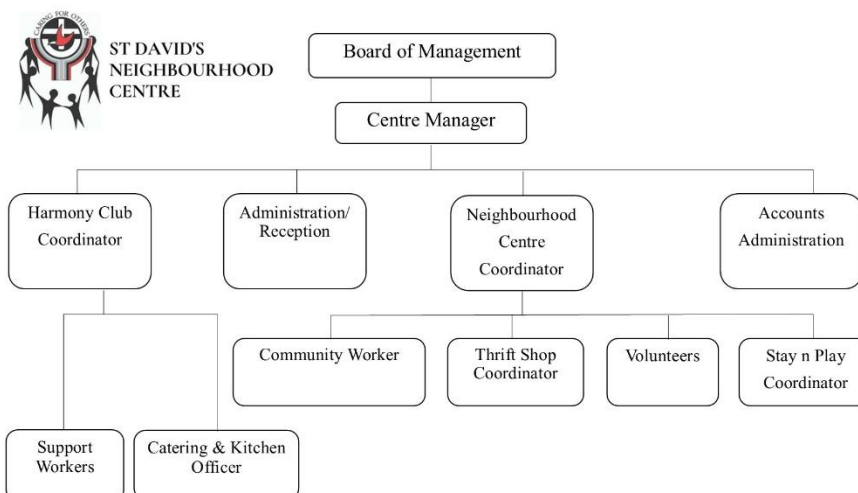 CARING FOR OTHERS
ST DAVID'S
NEIGHBOURHOOD
CENTRE
Board of Management
Centre Manager
Harmony Club
Coordinator
Administration/
Reception
Neighbourhood
Centre
Coordinator
Accounts
Administration
Community Worker
Thrift Shop
Coordinator
Volunteers
Stay n Play
Coordinator
Support
Workers
Catering & Kitchen
Officer